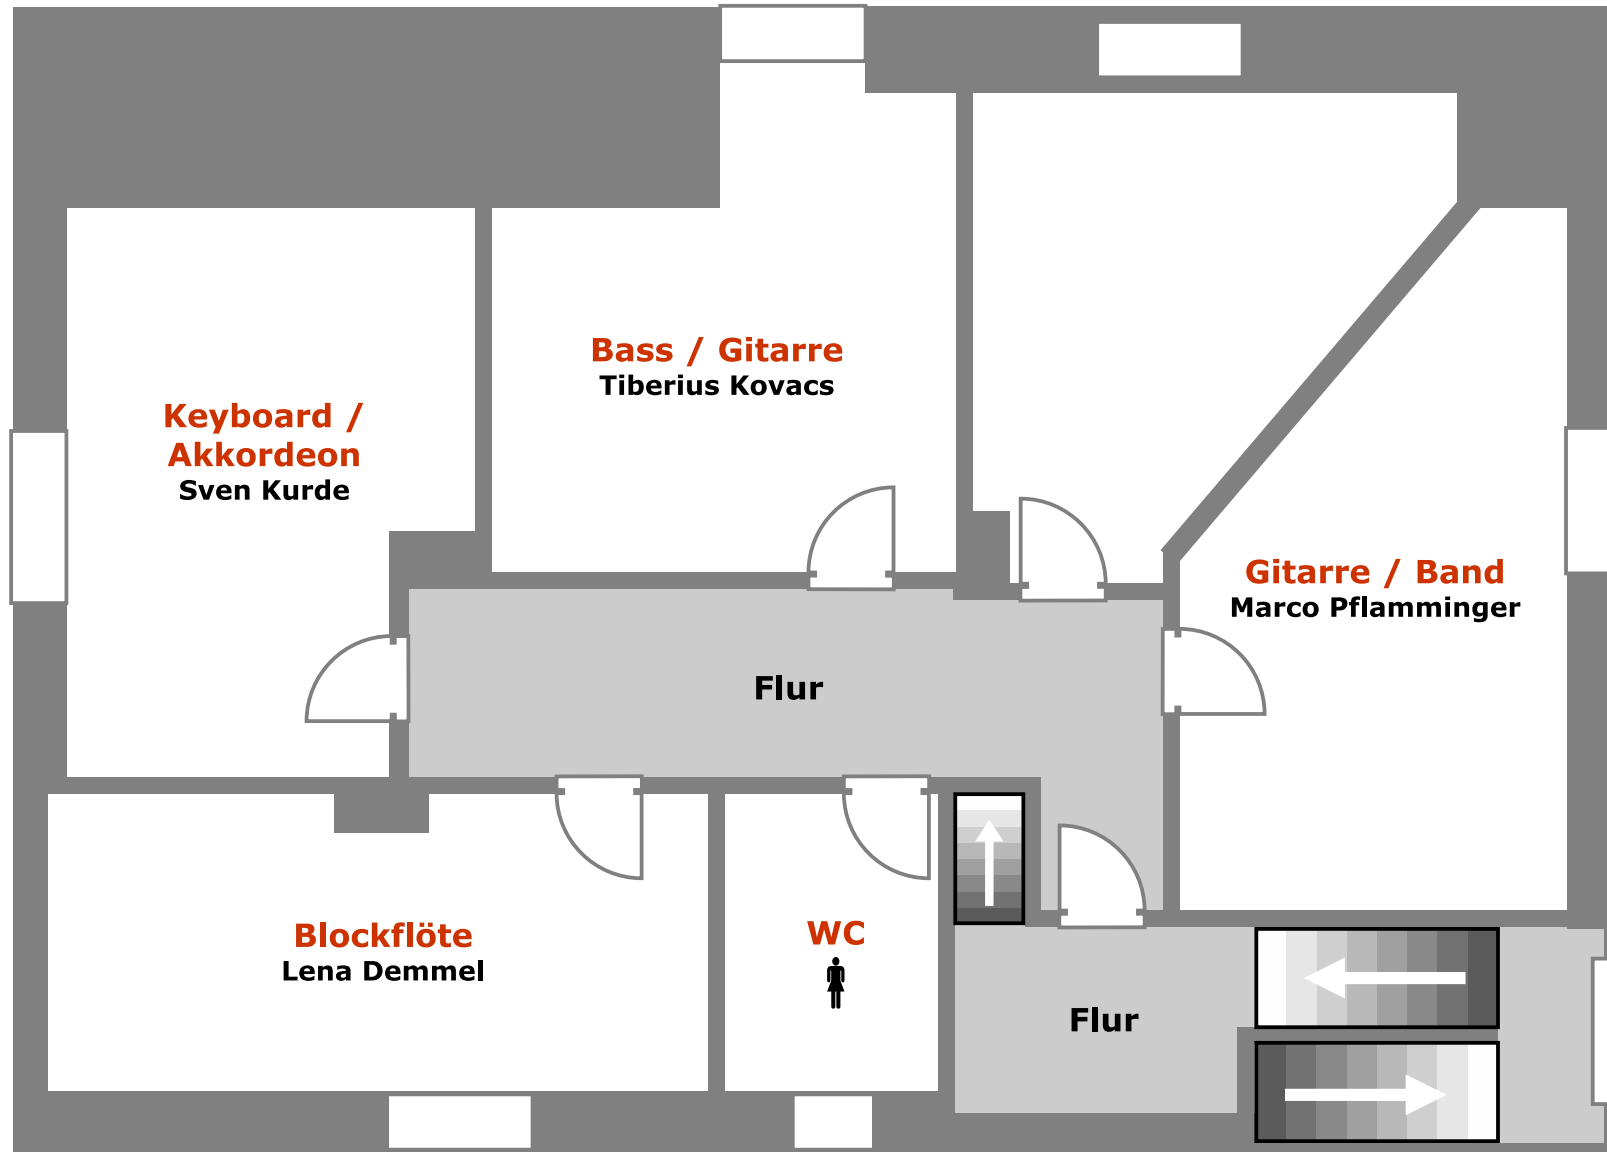 Bass / Gitarre
Tiberius Kovacs
Keyboard /
Akkordeon
Sven Kurde
Gitarre / Band
Marco Pflamminger
Flur
Blockflöte
Lena Demmel
WC
Flur